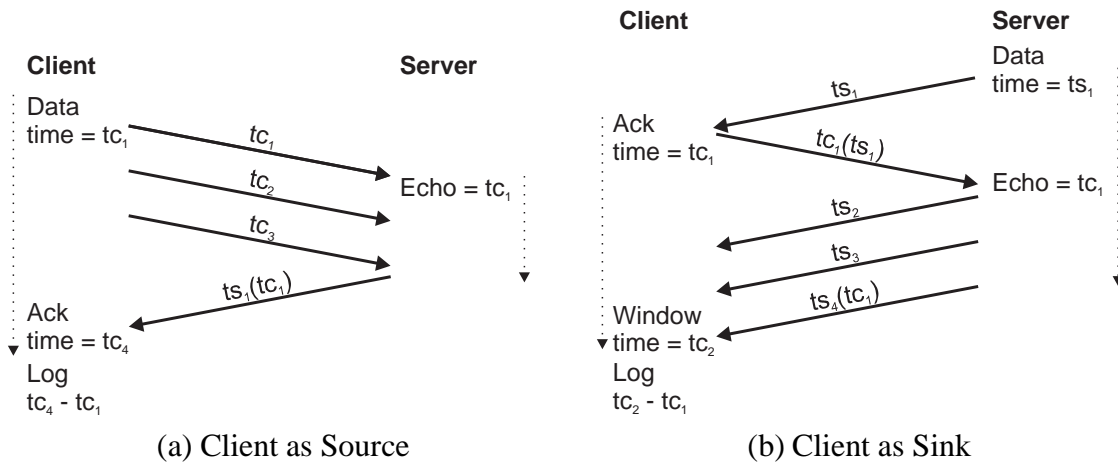 Client
Server
Data
time = tc₁
tc₁
tc₂
tc₃
Echo = tc₁
ts₁(tc₁)
Ack
time = tc₄
Log
tc₄ - tc₁
(a) Client as Source
Client
Server
Data
time = ts₁
ts₁
Ack
time = tc₁
tc₁(ts₁)
Echo = tc₁
ts₂
ts₃
ts₄(tc₁)
Window
time = tc₂
Log
tc₂ - tc₁
(b) Client as Sink